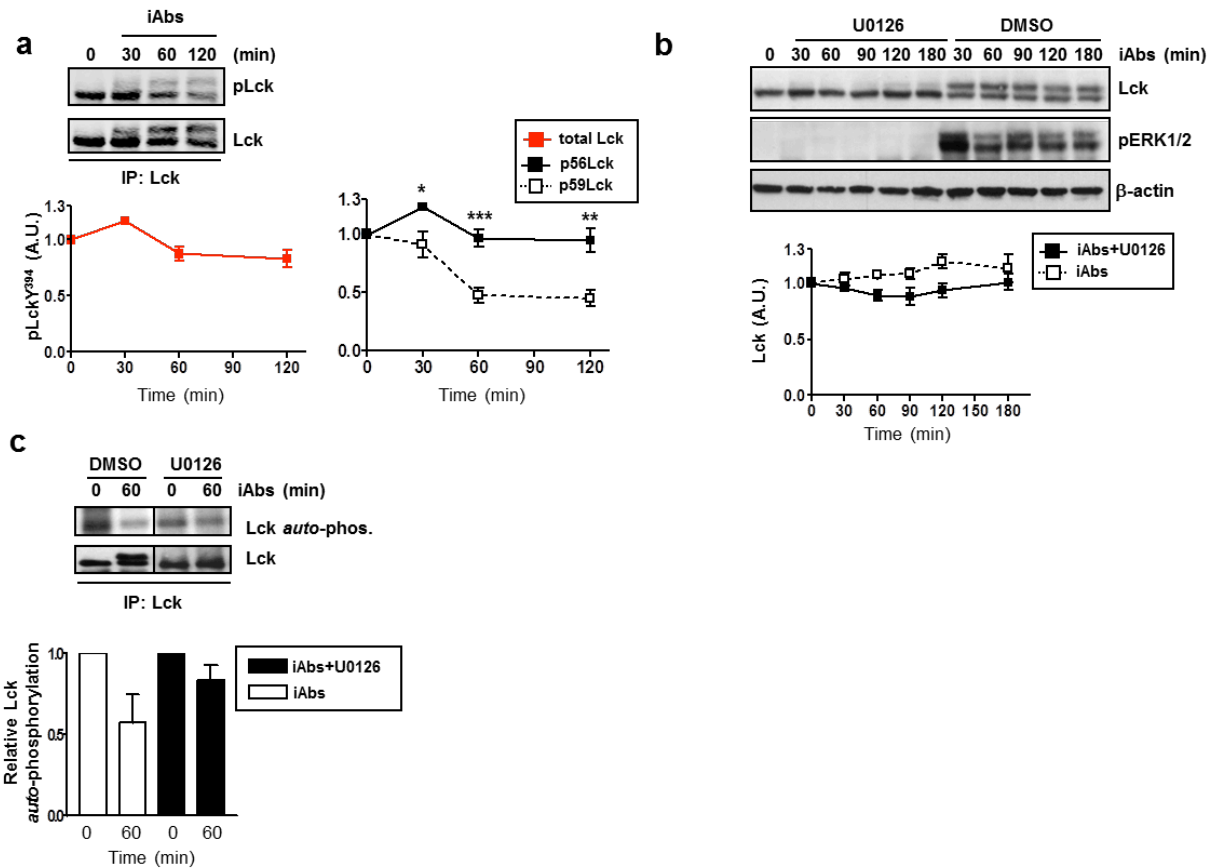 a
iAbs
0 30 60 120 (min)
pLck
Lck
IP: Lck
total Lck
p56Lck
p59Lck
pLckY394 (A.U.)
1.3
1.0
0.5
0.0
0 30 60 90 120
Time (min)
1.3
1.0
0.5
0.0
* *** **
0 30 60 90 120
Time (min)
b
U0126 DMSO
0 30 60 90 120 180 30 60 90 120 180 iAbs (min)
Lck
pERK1/2
β-actin
Lck (A.U.)
1.3
1.0
0.5
0.0
iAbs+U0126
iAbs
0 30 60 90 120 150 180
Time (min)
c
DMSO U0126
0 60 0 60 iAbs (min)
Lck auto-phos.
Lck
IP: Lck
Relative Lck
auto-phosphorylation
1.0
0.5
0.0
iAbs+U0126
iAbs
0 60 0 60
Time (min)